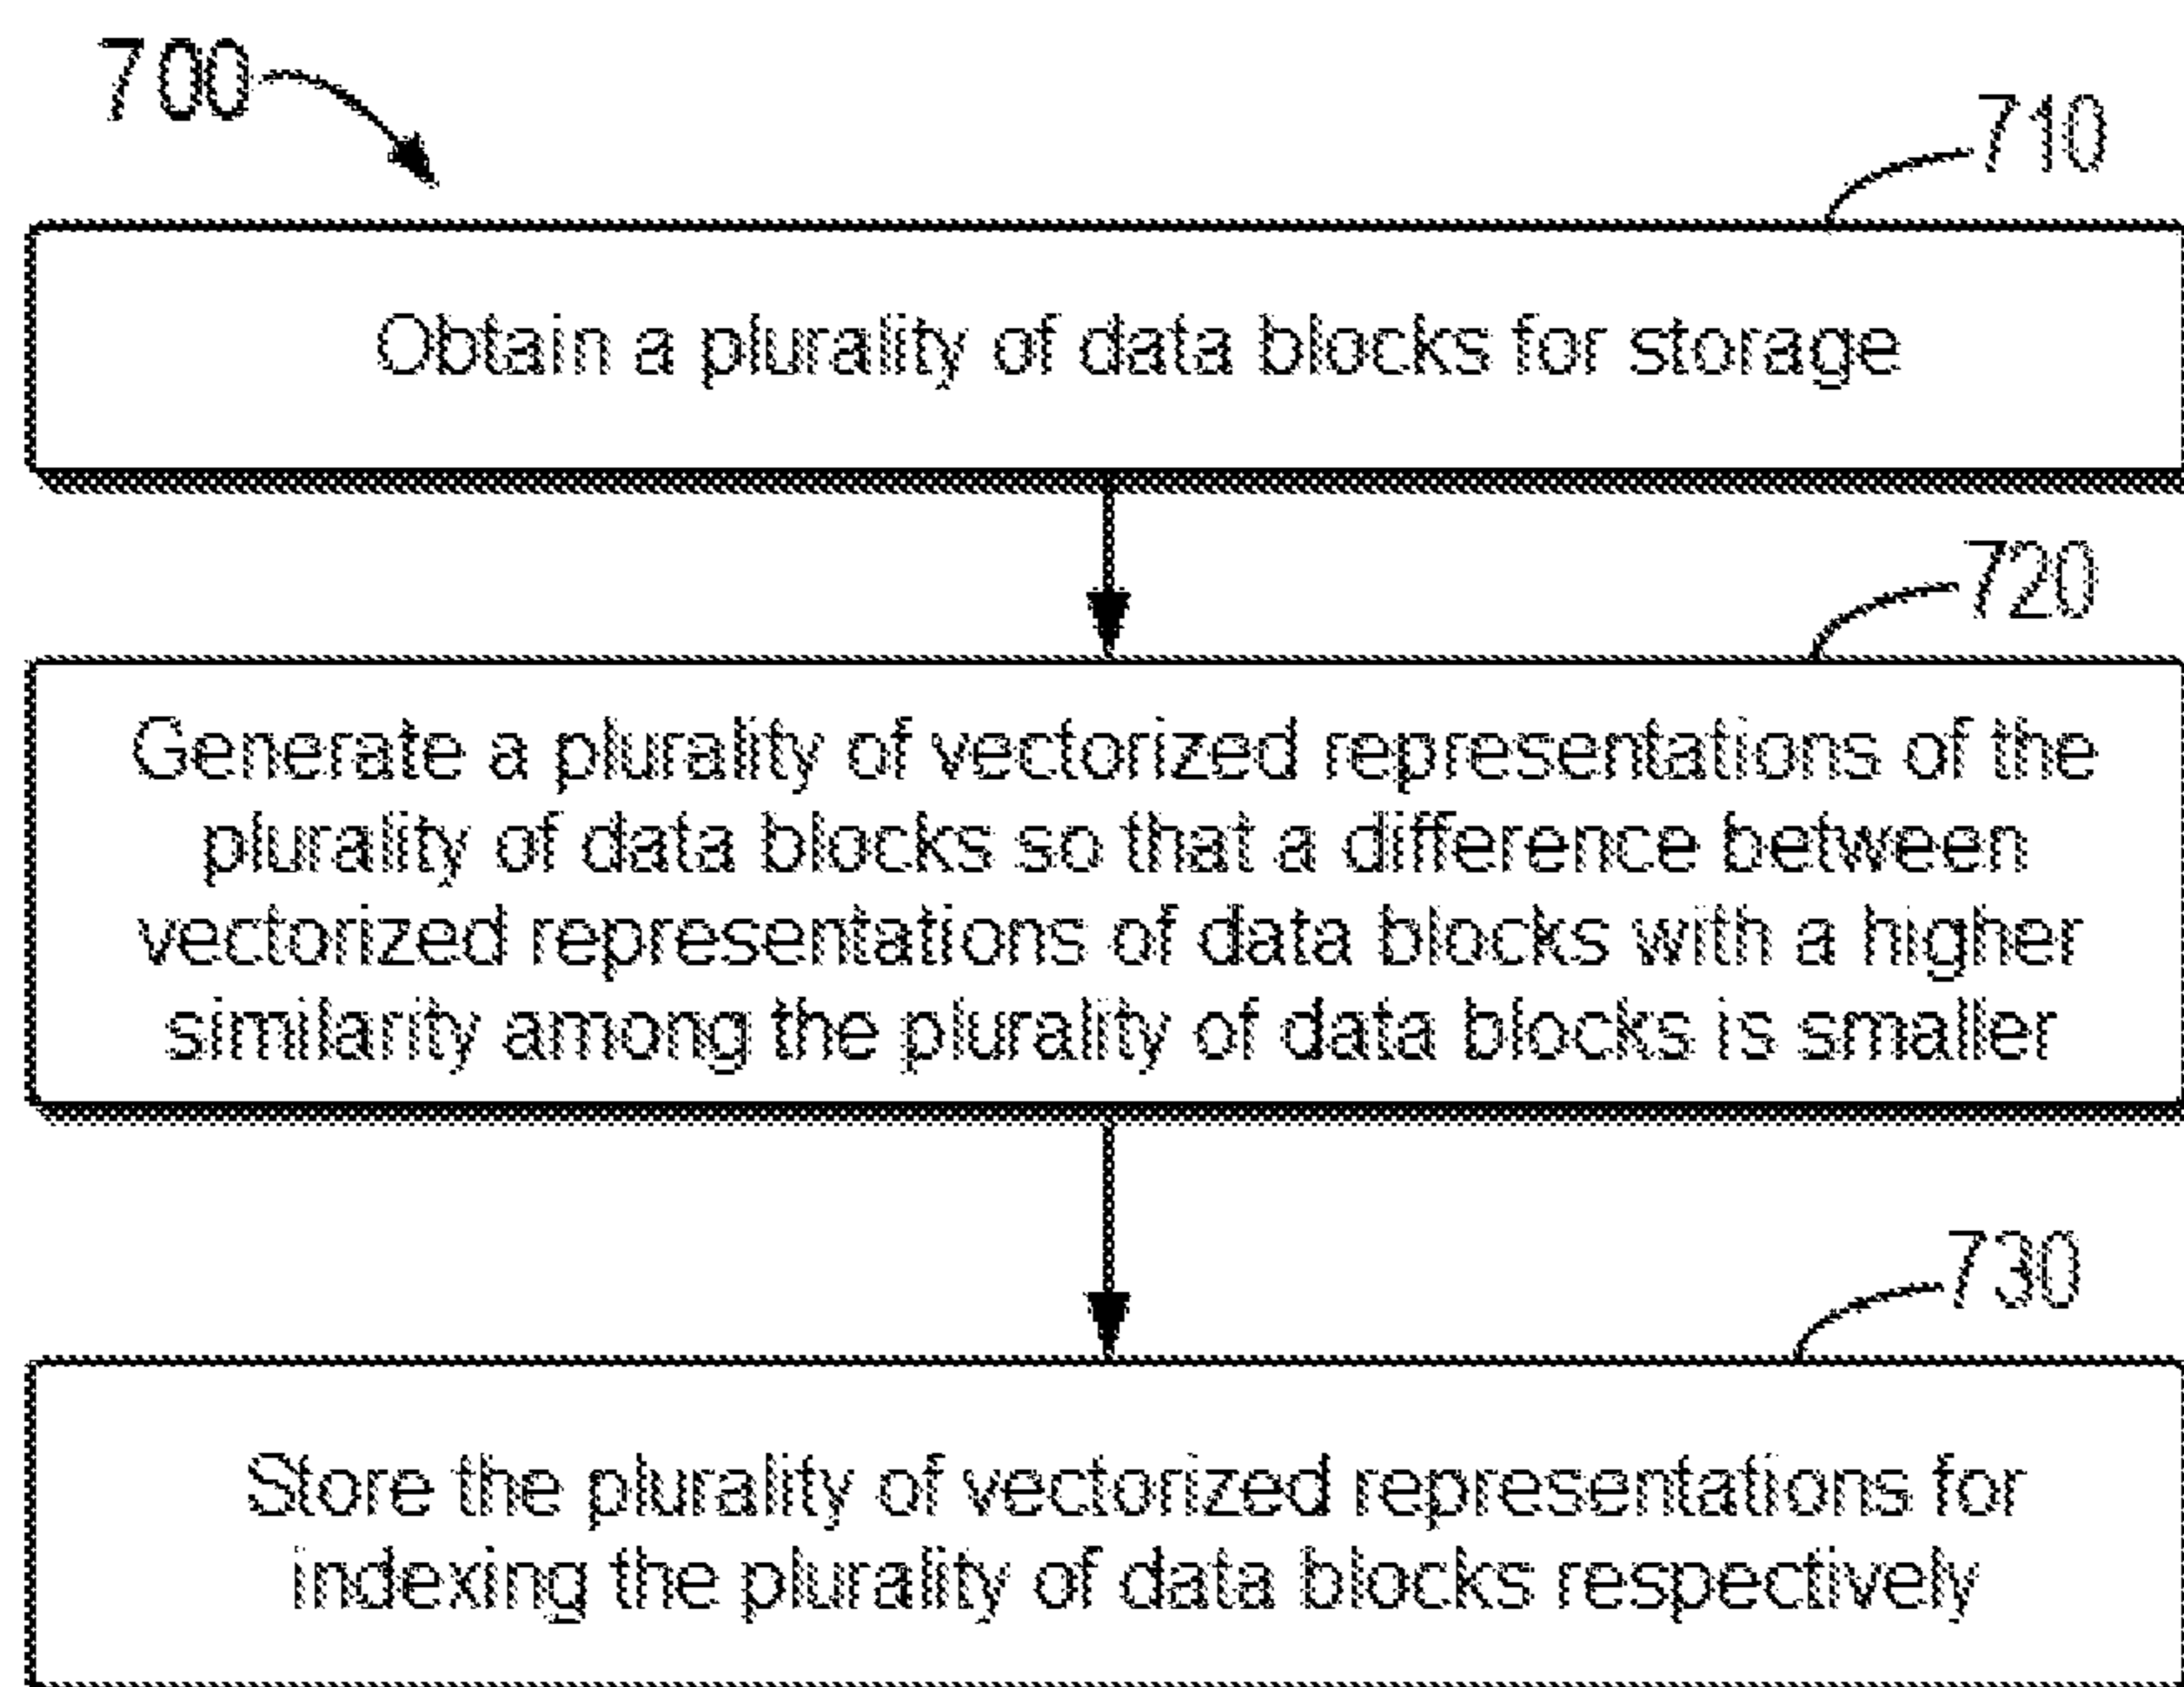 700
710
Obtain a plurality of data blocks for storage
720
Generate a plurality of vectorized representations of the
plurality of data blocks so that a difference between
vectorized representations of data blocks with a higher
similarity among the plurality of data blocks is smaller
730
Store the plurality of vectorized representations for
indexing the plurality of data blocks respectively